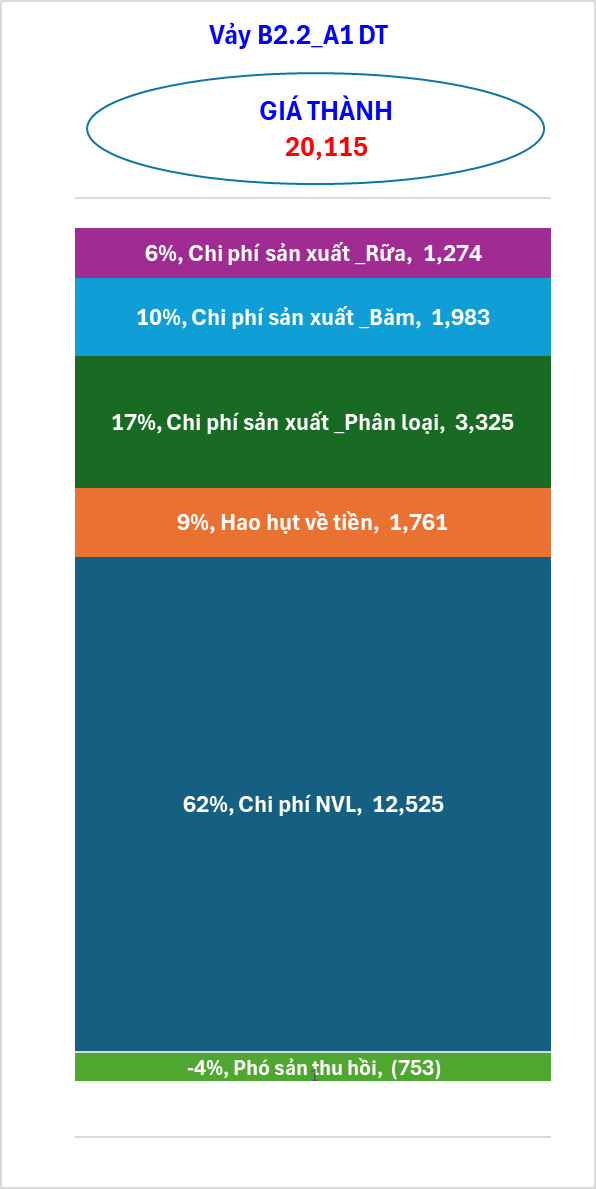 Vảy B2.2_A1 DT
GIÁ THÀNH
20,115
6%, Chi phí sản xuất _Rữa, 1,274
10%, Chi phí sản xuất _Băm, 1,983
17%, Chi phí sản xuất _Phân loại, 3,325
9%, Hao hụt về tiền, 1,761
62%, Chi phí NVL, 12,525
-4%, Phó sản thu hồi, (753)
1